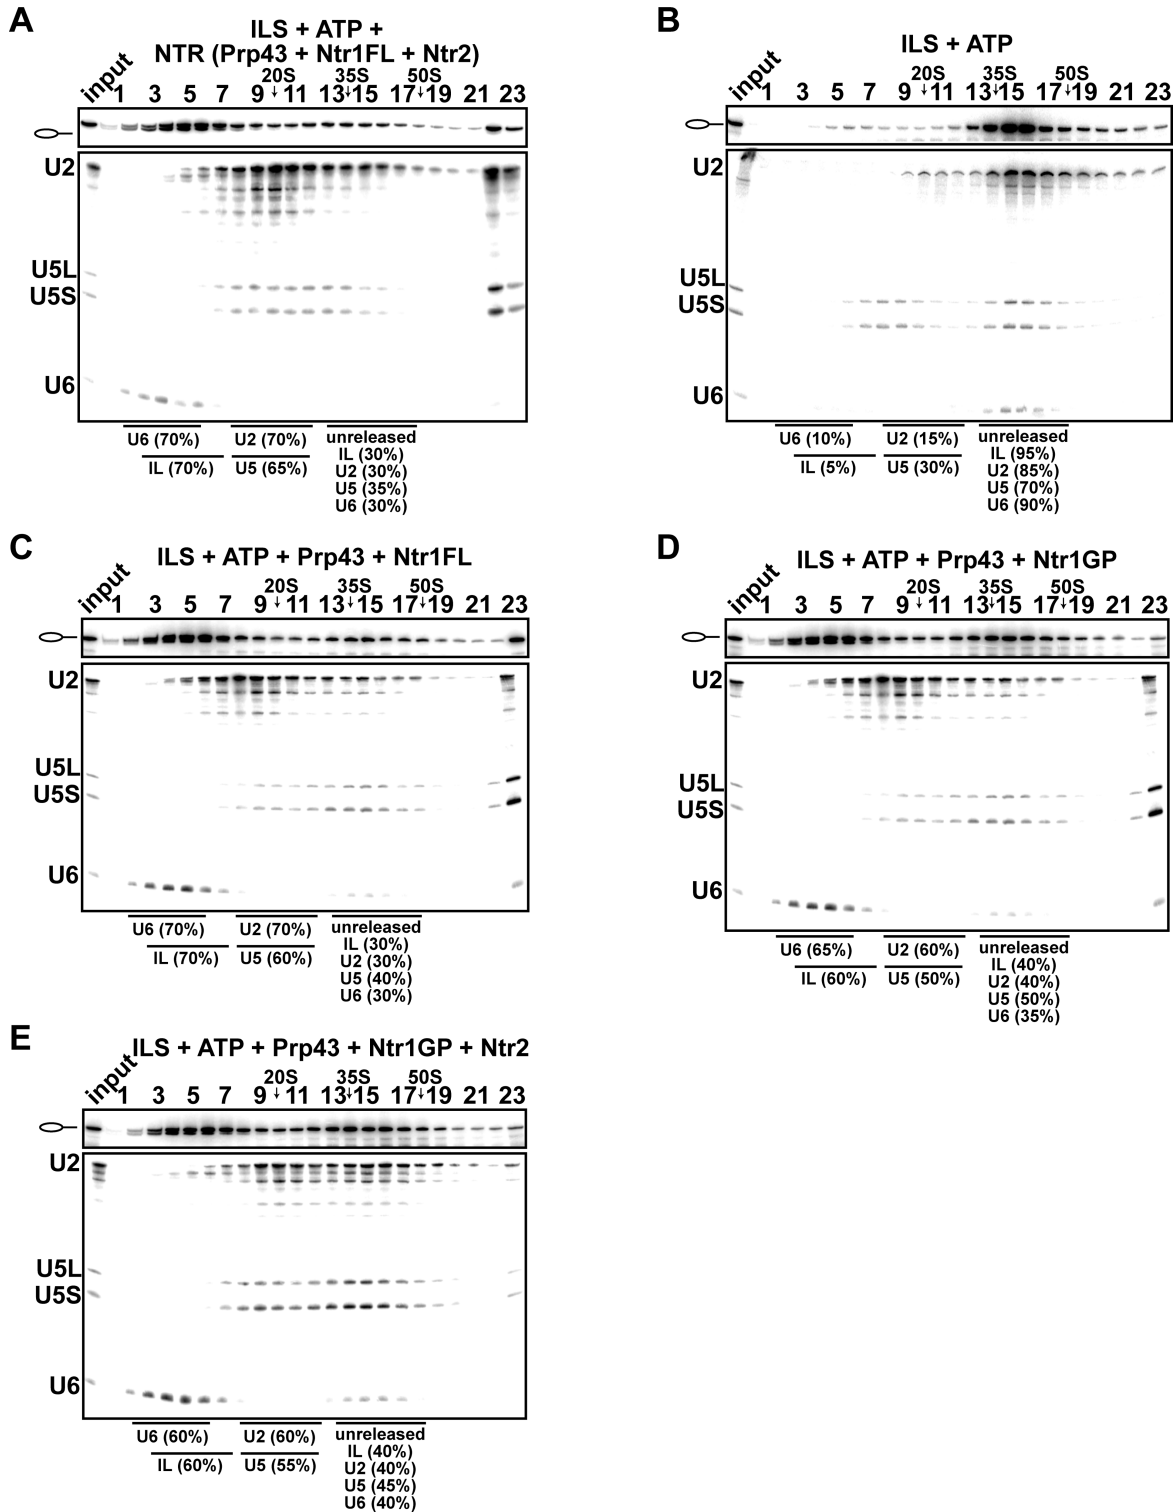 A
ILS + ATP +
NTR (Prp43 + Ntr1FL + Ntr2)
20S 35S 50S
input 1 3 5 7 9 ↓ 11 13 ↓ 15 17 ↓ 19 21 23
U2
U5L
U5S
U6
U6 (70%) U2 (70%) unreleased
IL (70%) U5 (65%) IL (30%)
U2 (30%)
U5 (35%)
U6 (30%)
B
ILS + ATP
20S 35S 50S
input 1 3 5 7 9 ↓ 11 13 ↓ 15 17 ↓ 19 21 23
U2
U5L
U5S
U6
U6 (10%) U2 (15%) unreleased
IL (5%) U5 (30%) IL (95%)
U2 (85%)
U5 (70%)
U6 (90%)
C
ILS + ATP + Prp43 + Ntr1FL
20S 35S 50S
input 1 3 5 7 9 ↓ 11 13 ↓ 15 17 ↓ 19 21 23
U2
U5L
U5S
U6
U6 (70%) U2 (70%) unreleased
IL (70%) U5 (60%) IL (30%)
U2 (30%)
U5 (40%)
U6 (30%)
D
ILS + ATP + Prp43 + Ntr1GP
20S 35S 50S
input 1 3 5 7 9 ↓ 11 13 ↓ 15 17 ↓ 19 21 23
U2
U5L
U5S
U6
U6 (65%) U2 (60%) unreleased
IL (60%) U5 (50%) IL (40%)
U2 (40%)
U5 (50%)
U6 (35%)
E
ILS + ATP + Prp43 + Ntr1GP + Ntr2
20S 35S 50S
input 1 3 5 7 9 ↓ 11 13 ↓ 15 17 ↓ 19 21 23
U2
U5L
U5S
U6
U6 (60%) U2 (60%) unreleased
IL (60%) U5 (55%) IL (40%)
U2 (40%)
U5 (45%)
U6 (40%)